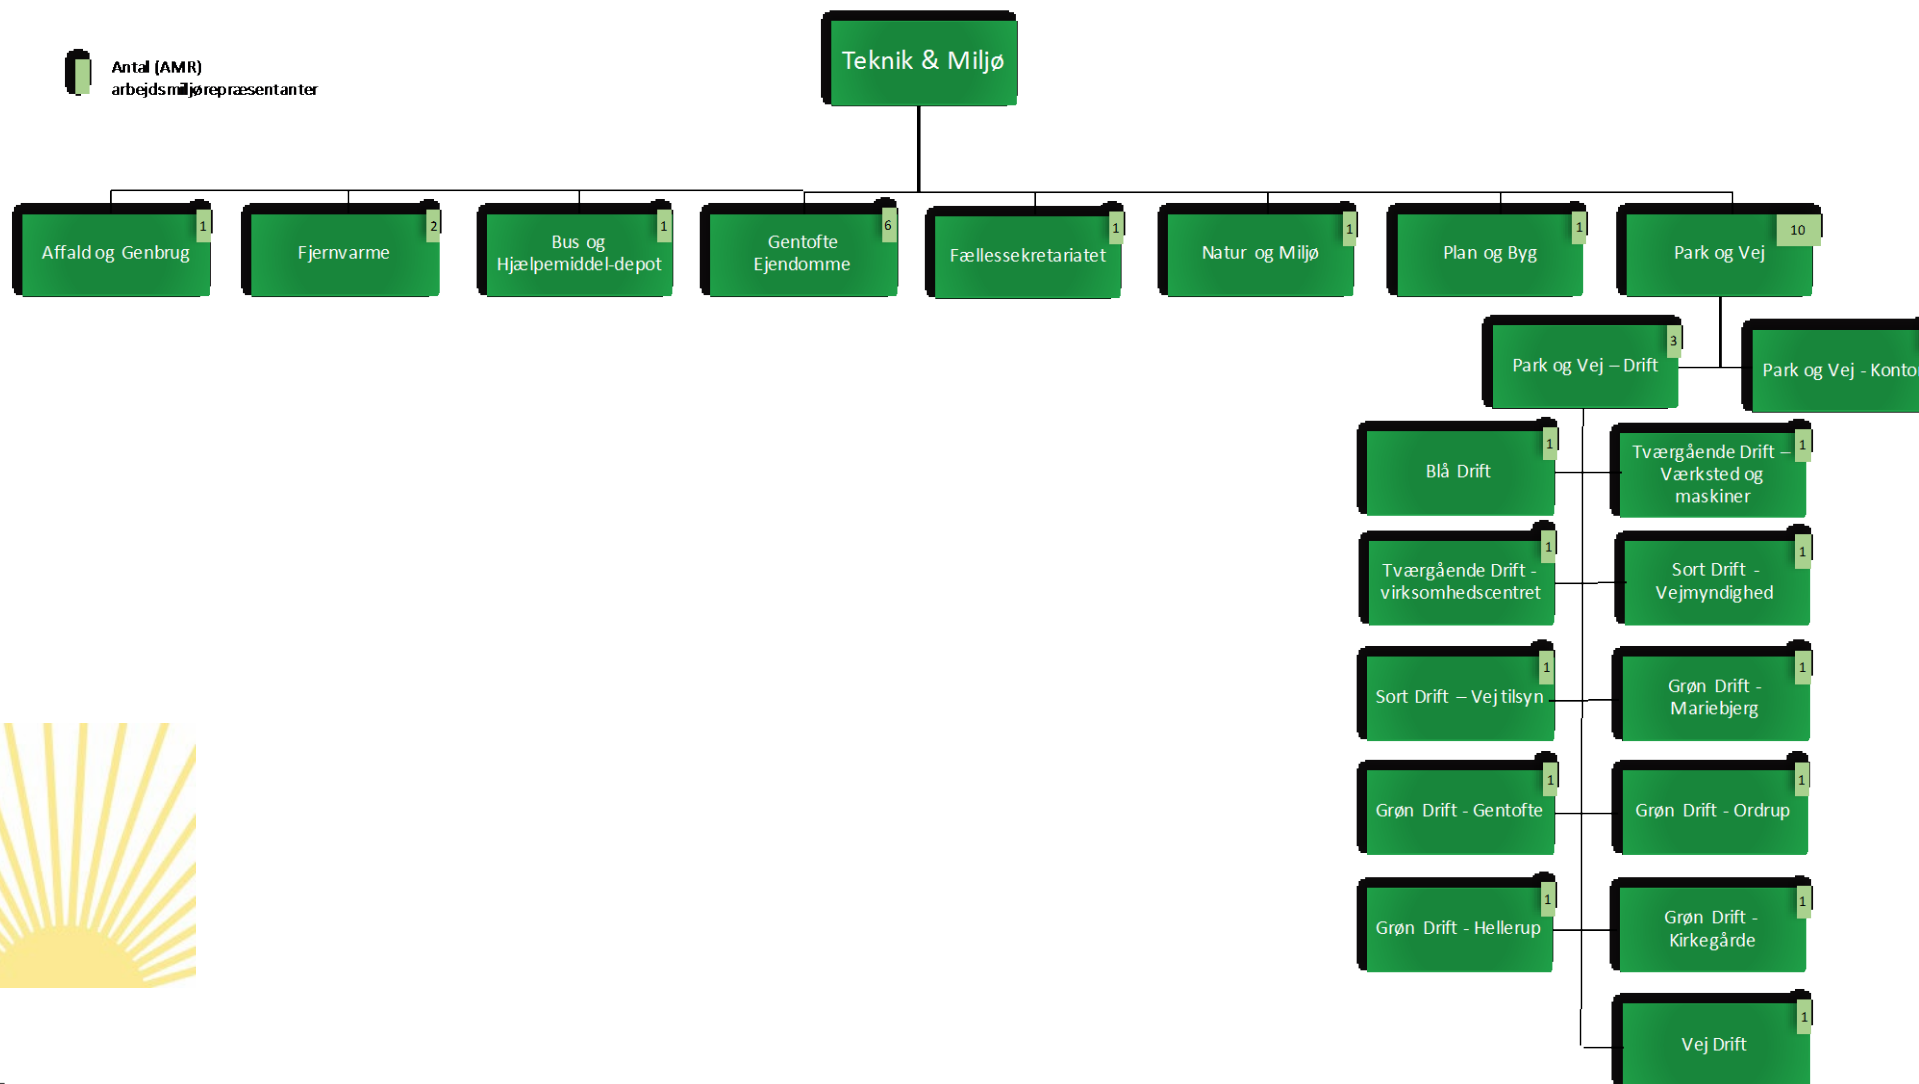 Antal (AMR)
arbejdsmiljørepræsentanter
Teknik & Miljø
Affald og Genbrug
1
Fjernvarme
2
Bus og
Hjælpemiddel-depot
1
Gentofte
Ejendomme
6
Fællessekretariatet
1
Natur og Miljø
1
Plan og Byg
1
Park og Vej
10
Park og Vej – Drift
3
Park og Vej - Kontor
Blå Drift
1
Tværgående Drift –
Værksted og
maskiner
1
Tværgående Drift -
virksomhedscentret
1
Sort Drift -
Vejmyndighed
1
Sort Drift – Vej tilsyn
1
Grøn Drift -
Mariebjerg
1
Grøn Drift - Gentofte
1
Grøn Drift - Ordrup
1
Grøn Drift - Hellerup
1
Grøn Drift -
Kirkegårde
1
Vej Drift
1